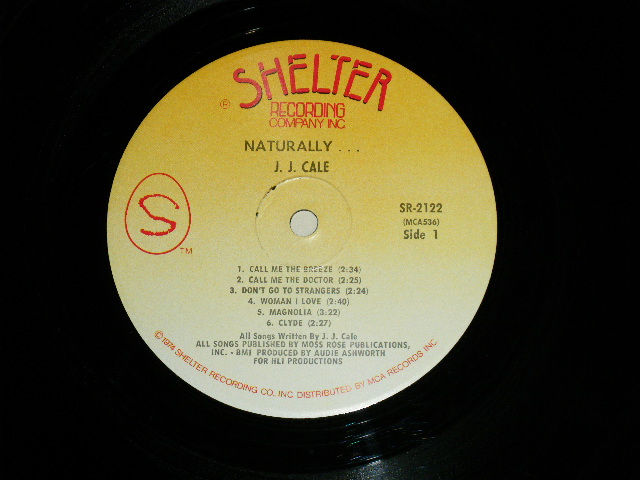 SHELTER
®
RECORDING
COMPANY INC
NATURALLY . . .
J. J. CALE
S
TM
SR-2122
(MCA536)
Side 1
1. CALL ME THE BREEZE (2:34)
2. CALL ME THE DOCTOR (2:25)
3. DON'T GO TO STRANGERS (2:24)
4. WOMAN I LOVE (2:40)
5. MAGNOLIA (3:22)
6. CLYDE (2:27)
All Songs Written By J. J. Cale
ALL SONGS PUBLISHED BY MOSS ROSE PUBLICATIONS,
INC. - BMI PRODUCED BY AUDIE ASHWORTH
FOR HLI PRODUCTIONS
©1974 SHELTER RECORDING CO., INC DISTRIBUTED BY MCA RECORDS INC.